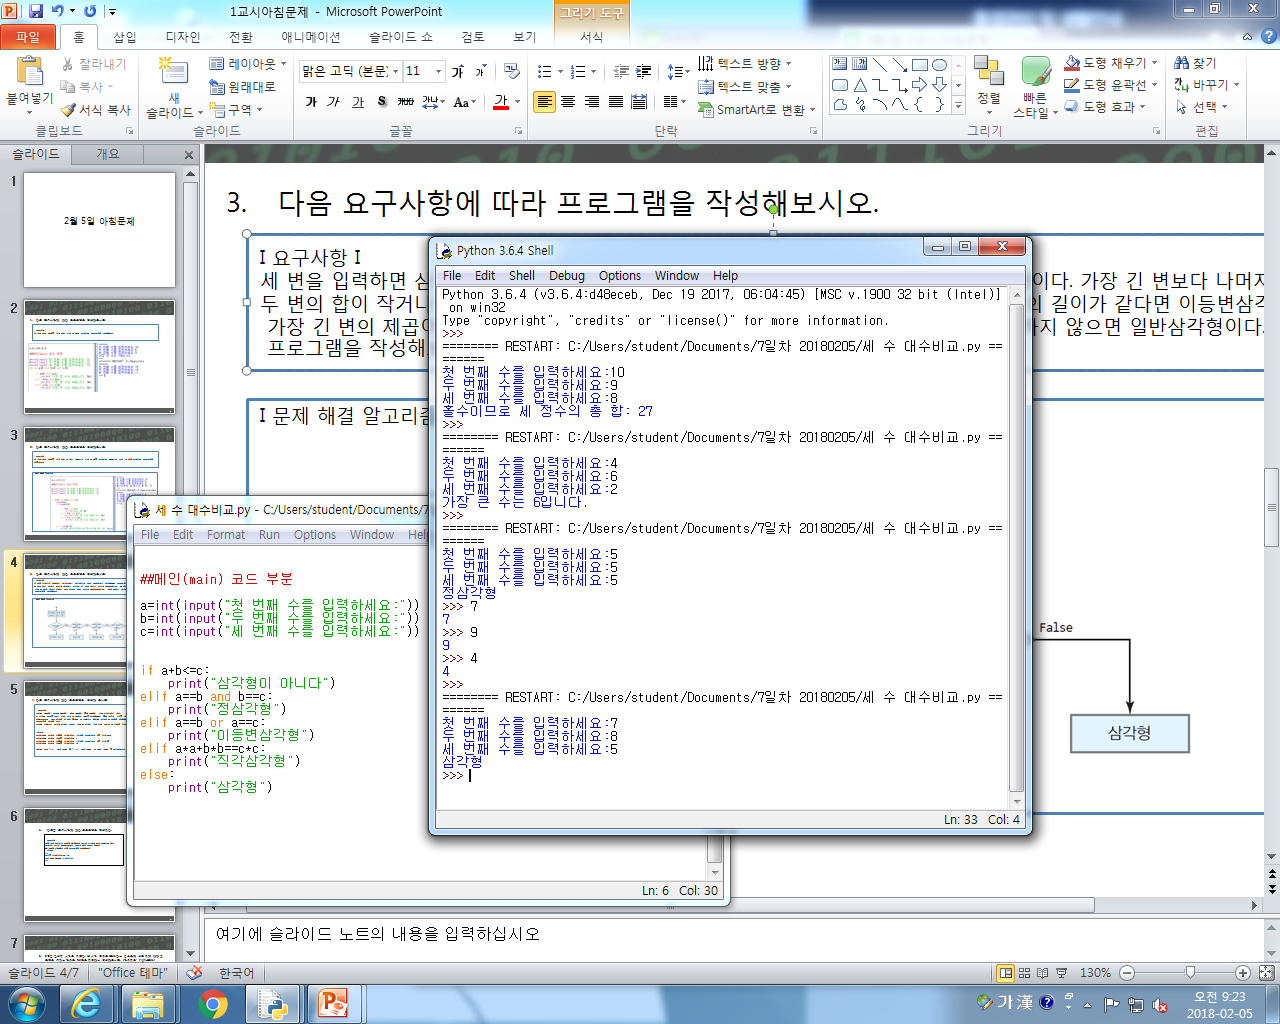 1교시아침문제 - Microsoft PowerPoint
그리기 도구
파일 홈 삽입 디자인 전환 애니메이션 슬라이드 쇼 검토 보기 서식
붙여넣기
잘라내기
복사
서식 복사
클립보드
새
슬라이드
레이아웃
원래대로
구역
슬라이드
맑은 고딕 (본문) 11
가 가 가 S 가가 Aa 가
글꼴
텍스트 방향
텍스트 맞춤
SmartArt로 변환
단락
정렬
빠른
스타일
도형 채우기
도형 윤곽선
도형 효과
그리기
찾기
바꾸기
선택
편집
슬라이드 개요
1
2월 5일 아침문제
2
3
4
5
6
7
3. 다음 요구사항에 따라 프로그램을 작성해보시오.
I 요구사항 I
세 변을 입력하면
이다. 가장 긴 변보다 나머지
두 변의 합이 작거나
의 길이가 같다면 이등변삼각
가장 긴 변의 제곱이
지 않으면 일반삼각형이다.
프로그램을 작성해
I 문제 해결 알고리즘
False
삼각형
세 수 대수비교.py - C:/Users/student/Documents/7
File Edit Format Run Options Window Hel
##메인(main) 코드 부분
a=int(input("첫 번째 수를 입력하세요:"))
b=int(input("두 번째 수를 입력하세요:"))
c=int(input("세 번째 수를 입력하세요:"))
if a+b<=c:
print("삼각형이 아니다")
elif a==b and b==c:
print("정삼각형")
elif a==b or a==c:
print("이등변삼각형")
elif a*a+b*b==c*c:
print("직각삼각형")
else:
print("삼각형")
Ln: 6 Col: 30
Python 3.6.4 Shell
File Edit Shell Debug Options Window Help
Python 3.6.4 (v3.6.4:d48eceb, Dec 19 2017, 06:04:45) [MSC v.1900 32 bit (Intel)]
on win32
Type "copyright", "credits" or "license()" for more information.
>>>
======== RESTART: C:/Users/student/Documents/7일차 20180205/세 수 대수비교.py ==
======
첫 번째 수를 입력하세요:10
두 번째 수를 입력하세요:9
세 번째 수를 입력하세요:8
홀수이므로 세 정수의 총 합: 27
>>>
======== RESTART: C:/Users/student/Documents/7일차 20180205/세 수 대수비교.py ==
======
첫 번째 수를 입력하세요:4
두 번째 수를 입력하세요:6
세 번째 수를 입력하세요:2
가장 큰 수는 6입니다.
>>>
======== RESTART: C:/Users/student/Documents/7일차 20180205/세 수 대수비교.py ==
======
첫 번째 수를 입력하세요:5
두 번째 수를 입력하세요:5
세 번째 수를 입력하세요:5
정삼각형
>>> 7
7
>>> 9
9
>>> 4
4
>>>
======== RESTART: C:/Users/student/Documents/7일차 20180205/세 수 대수비교.py ==
======
첫 번째 수를 입력하세요:7
두 번째 수를 입력하세요:8
세 번째 수를 입력하세요:5
삼각형
>>>
Ln: 33 Col: 4
여기에 슬라이드 노트의 내용을 입력하십시오
슬라이드 4/7 "Office 테마" 한국어 130%
가 漢
오전 9:23
2018-02-05